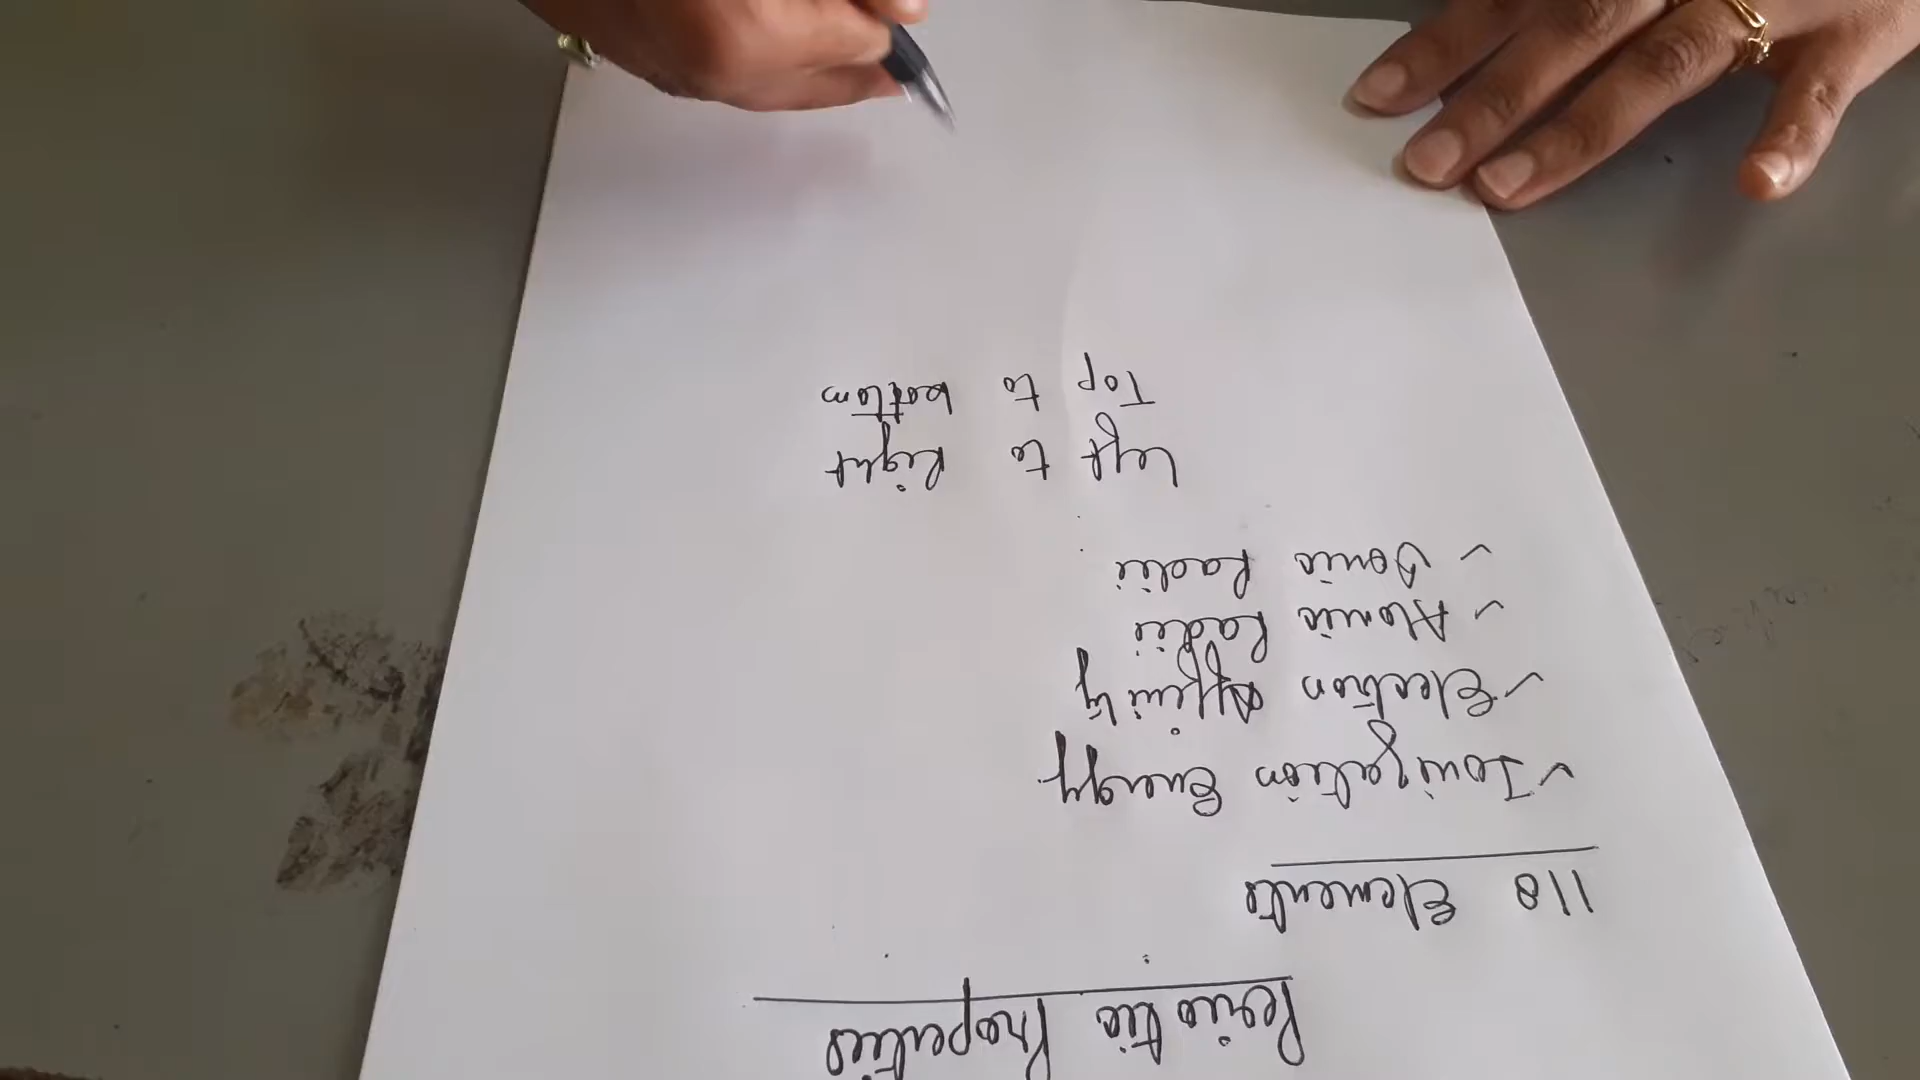 Periodic Properties
118 Elements
✓ Ionization Energy
✓ Electron Affinity
✓ Atomic Radii
✓ Ionic Radii
Left to Right
Top to bottom